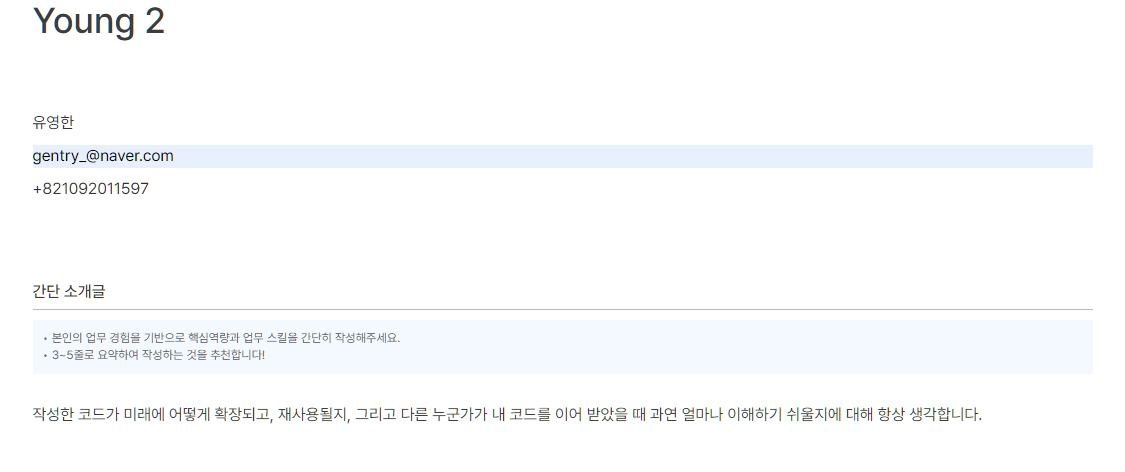 Young 2
유영한
gentry_@naver.com
+821092011597
간단 소개글
• 본인의 업무 경험을 기반으로 핵심역량과 업무 스킬을 간단히 작성해주세요.
• 3~5줄로 요약하여 작성하는 것을 추천합니다!
작성한 코드가 미래에 어떻게 확장되고, 재사용될지, 그리고 다른 누군가가 내 코드를 이어 받았을 때 과연 얼마나 이해하기 쉬울지에 대해 항상 생각합니다.